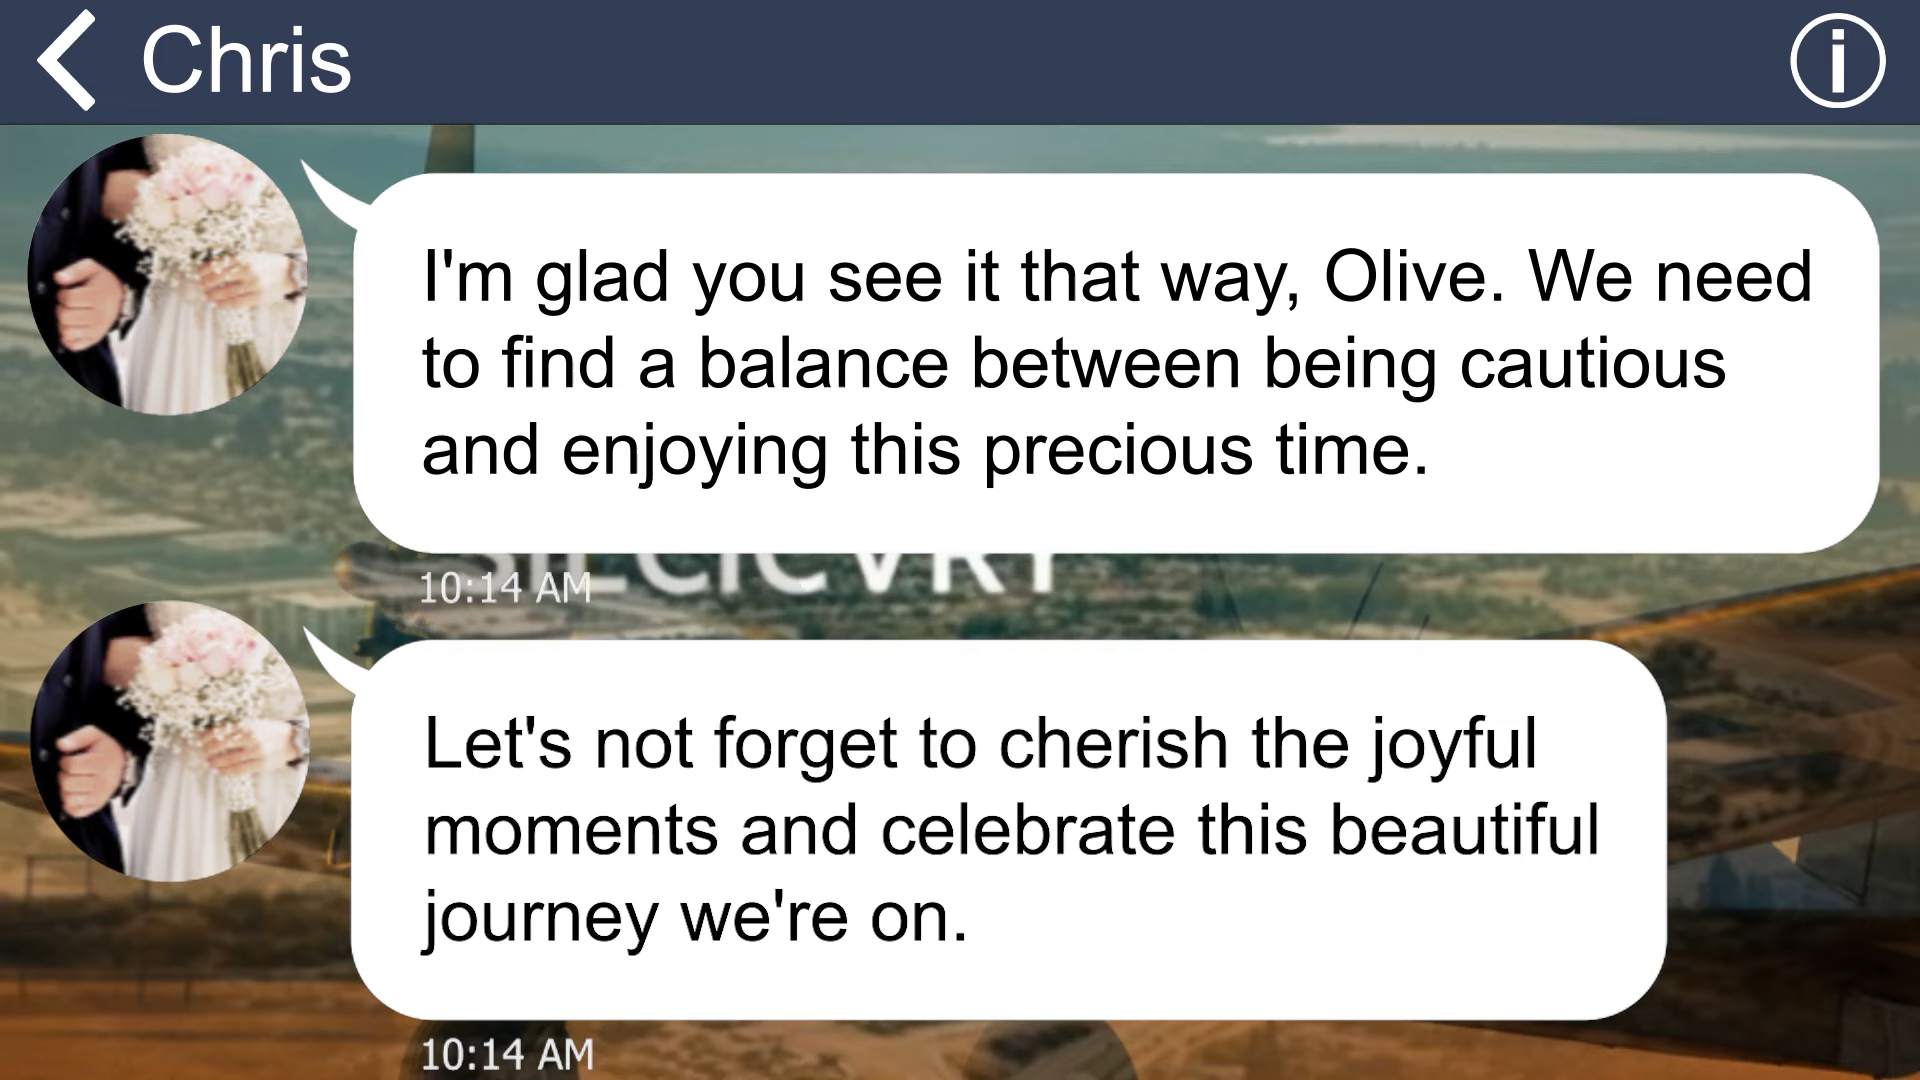 Chris
I'm glad you see it that way, Olive. We need
to find a balance between being cautious
and enjoying this precious time.
10:14 AM
Let's not forget to cherish the joyful
moments and celebrate this beautiful
journey we're on.
10:14 AM